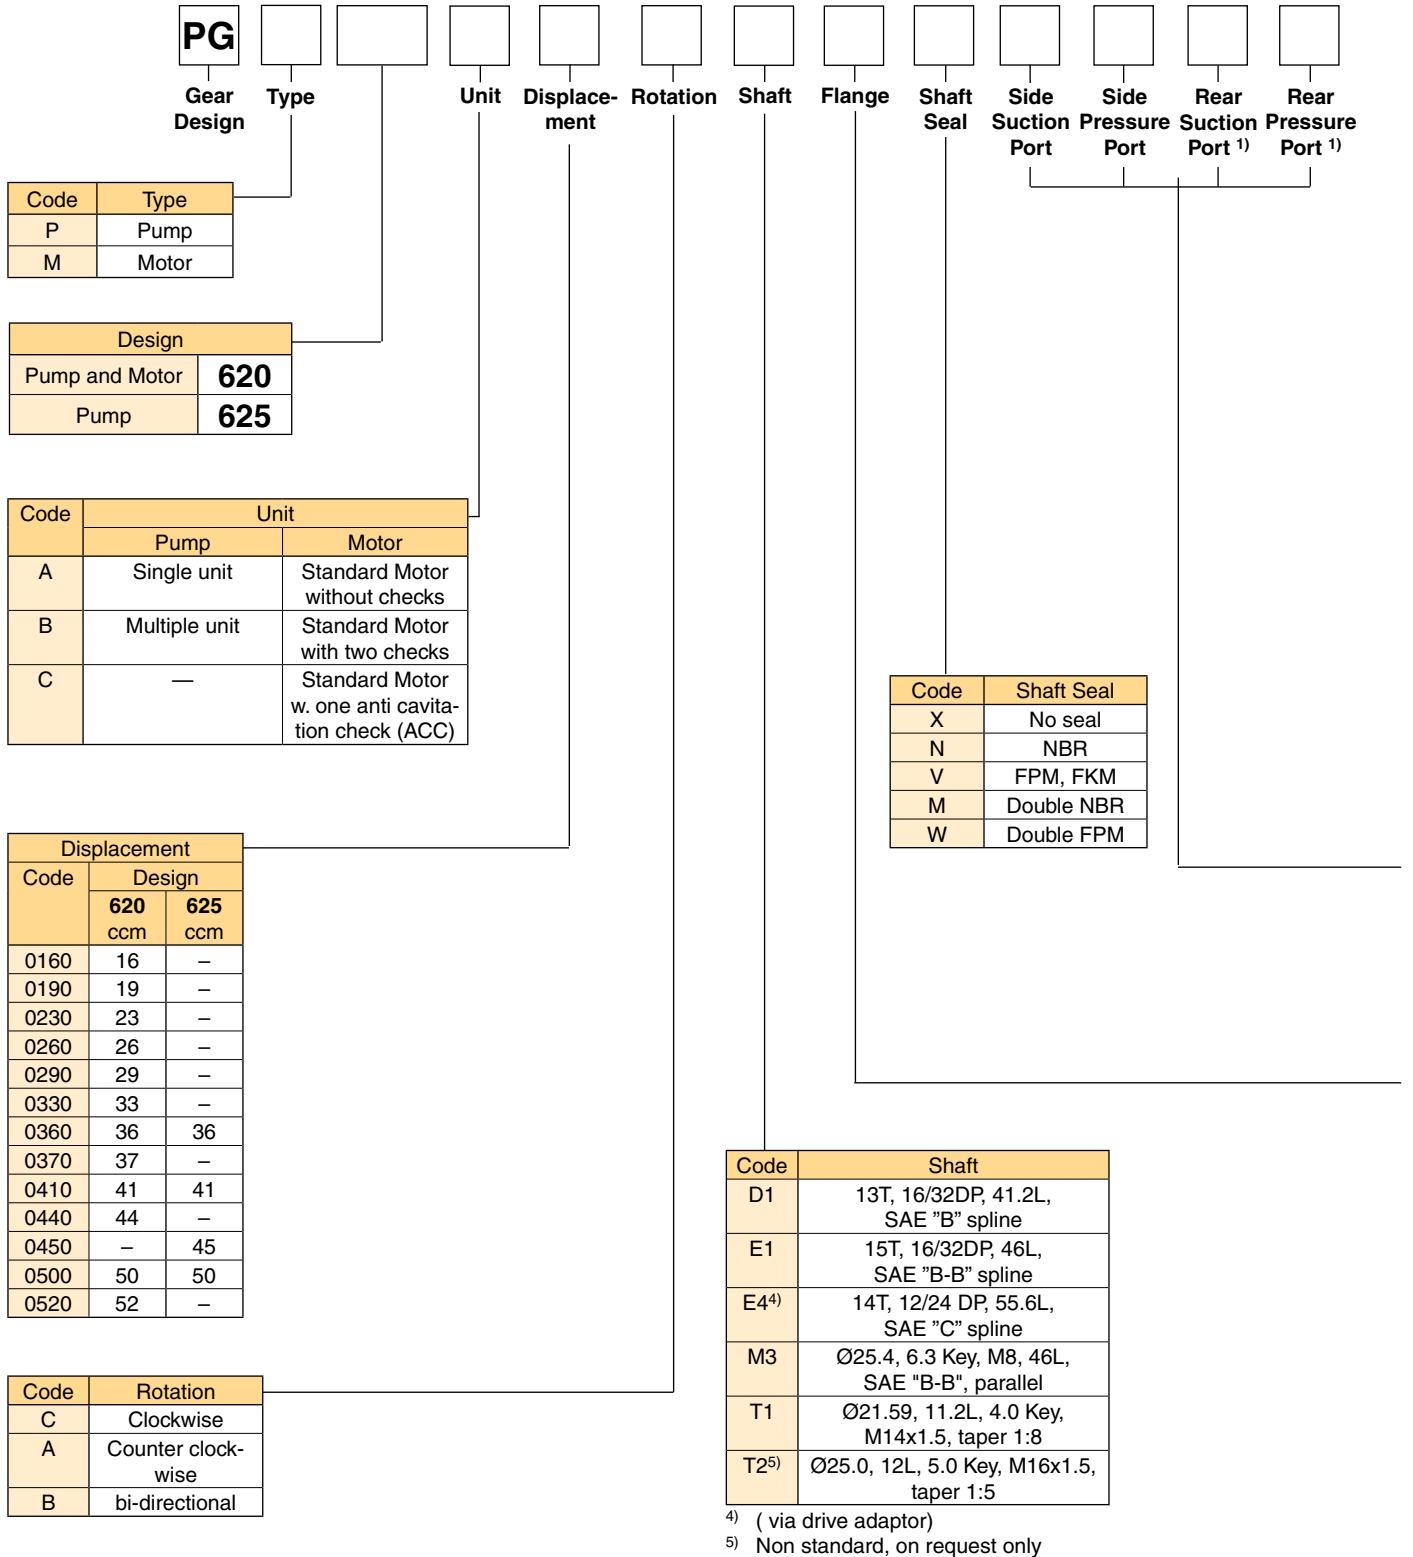 PG
Gear Design
Type
Unit
Displace-ment
Rotation
Shaft
Flange
Shaft Seal
Side Suction Port
Side Pressure Port
Rear Suction Port 1)
Rear Pressure Port 1)
Code Type
P Pump
M Motor
Design
Pump and Motor 620
Pump 625
Code Unit
Pump Motor
A Single unit Standard Motor
without checks
B Multiple unit Standard Motor
with two checks
C — Standard Motor
w. one anti cavita-
tion check (ACC)
Code Shaft Seal
X No seal
N NBR
V FPM, FKM
M Double NBR
W Double FPM
Displacement
Code Design
620 625
ccm ccm
0160 16 –
0190 19 –
0230 23 –
0260 26 –
0290 29 –
0330 33 –
0360 36 36
0370 37 –
0410 41 41
0440 44 –
0450 – 45
0500 50 50
0520 52 –
Code Rotation
C Clockwise
A Counter clock-
wise
B bi-directional
Code Shaft
D1 13T, 16/32DP, 41.2L,
SAE ”B” spline
E1 15T, 16/32DP, 46L,
SAE ”B-B” spline
E4 4) 14T, 12/24 DP, 55.6L,
SAE ”C” spline
M3 Ø25.4, 6.3 Key, M8, 46L,
SAE "B-B", parallel
T1 Ø21.59, 11.2L, 4.0 Key,
M14x1.5, taper 1:8
T2 5) Ø25.0, 12L, 5.0 Key, M16x1.5,
taper 1:5
4) ( via drive adaptor)
5) Non standard, on request only